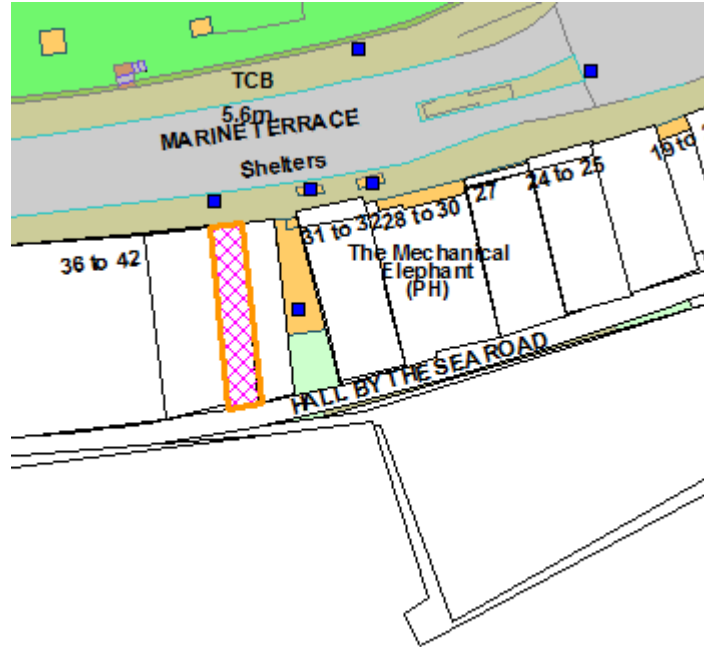 TCB
5.6m
MARINE TERRACE
Shelters
19 to
24 to 25
27
28 to 30
31 to 32
The Mechanical
Elephant
(PH)
36 to 42
HALL BY THE SEA ROAD